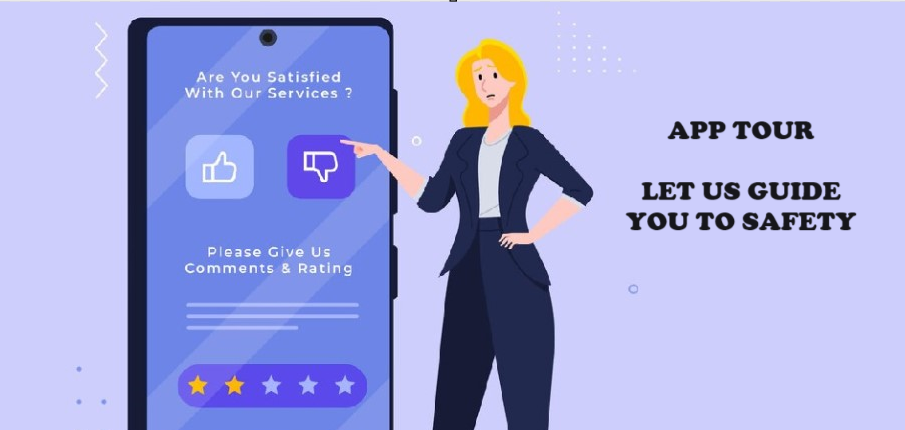 Are You Satisfied
With Our Services ?
Please Give Us
Comments & Rating
APP TOUR
LET US GUIDE
YOU TO SAFETY